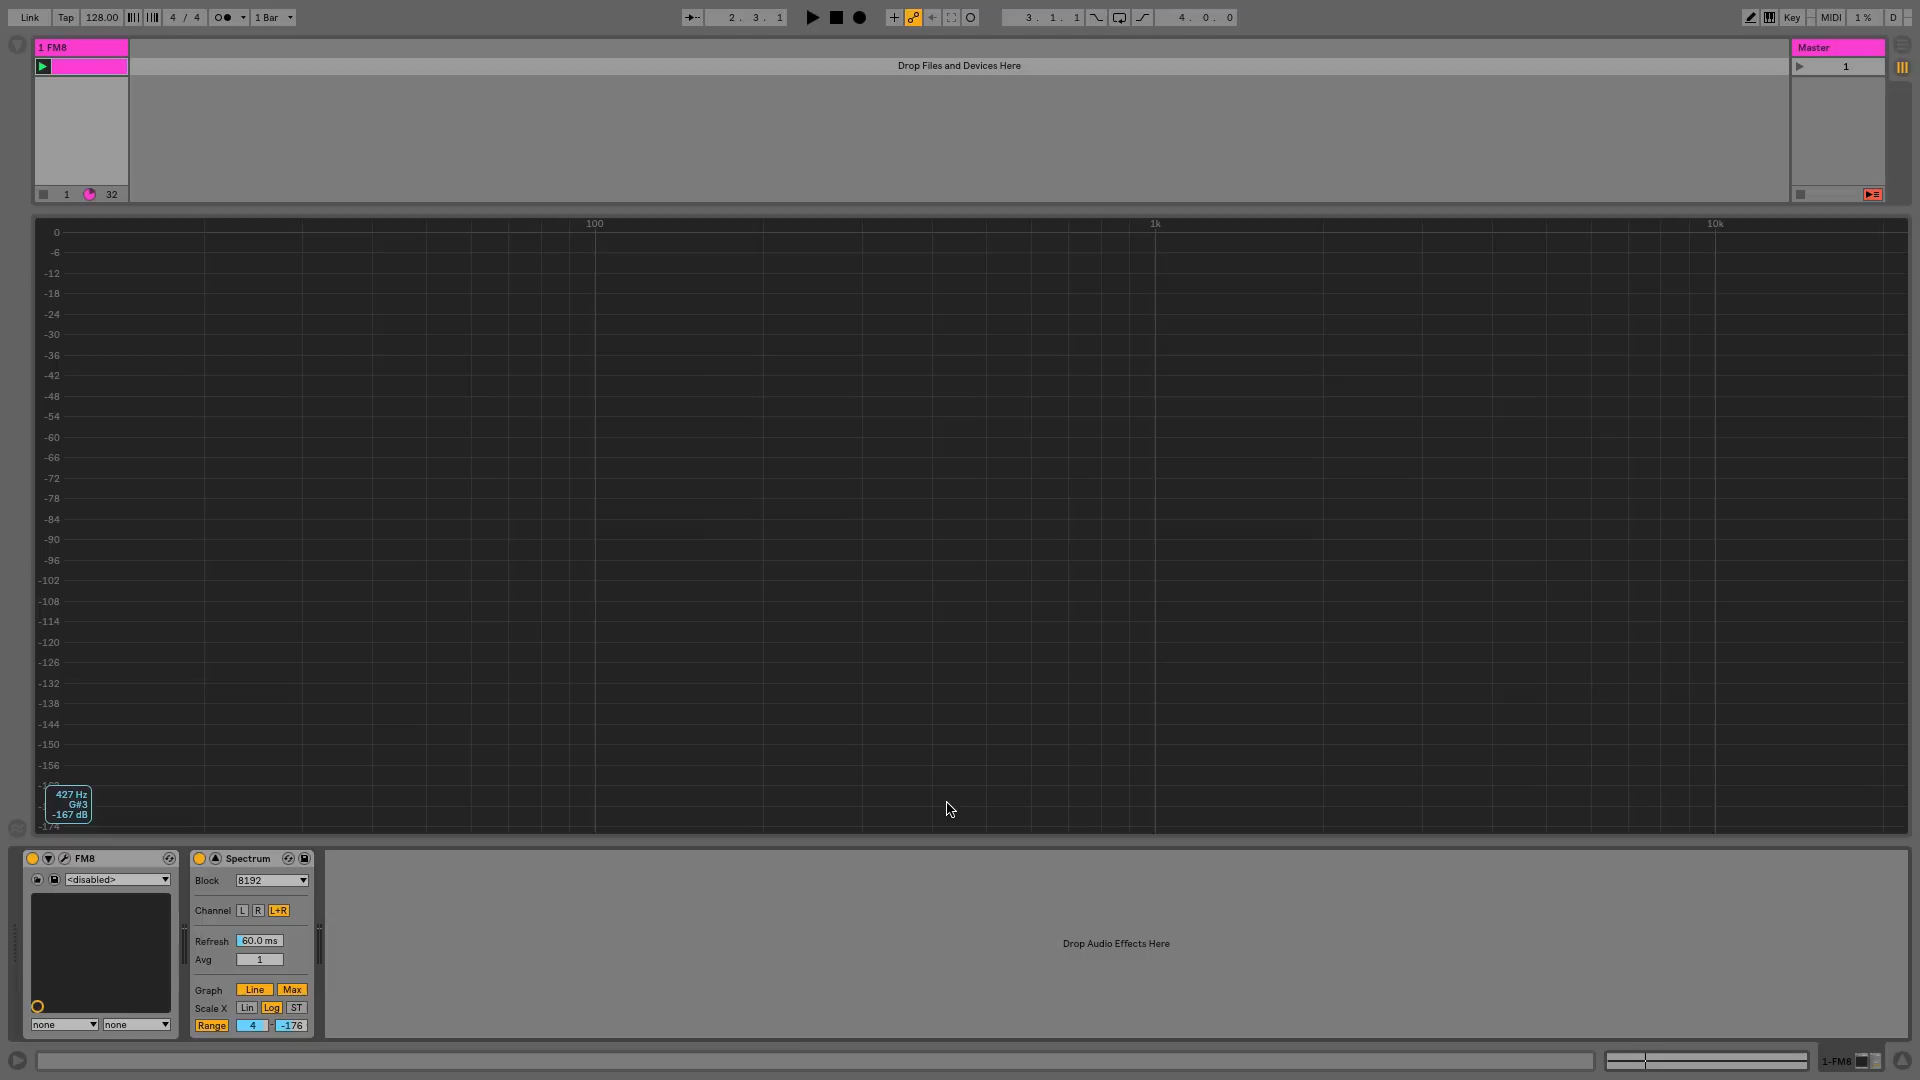 Link Tap 128.00 4 / 4 1 Bar 2 . 3 . 1 3 . 1 . 1 4 . 0 . 0 Key MIDI 1 % D
1 FM8 Master
Drop Files and Devices Here 1
1 32
100 1k 10k
0
-6
-12
-18
-24
-30
-36
-42
-48
-54
-60
-66
-72
-78
-84
-90
-96
-102
-108
-114
-120
-126
-132
-138
-144
-150
-156
427 Hz
G#3
-167 dB
-174
FM8 Spectrum
<disabled> Block 8192
Channel L R L+R
Refresh 60.0 ms
Drop Audio Effects Here
Avg 1
Graph Line Max
Scale X Lin Log ST
none none Range 4 - -176
1-FM8